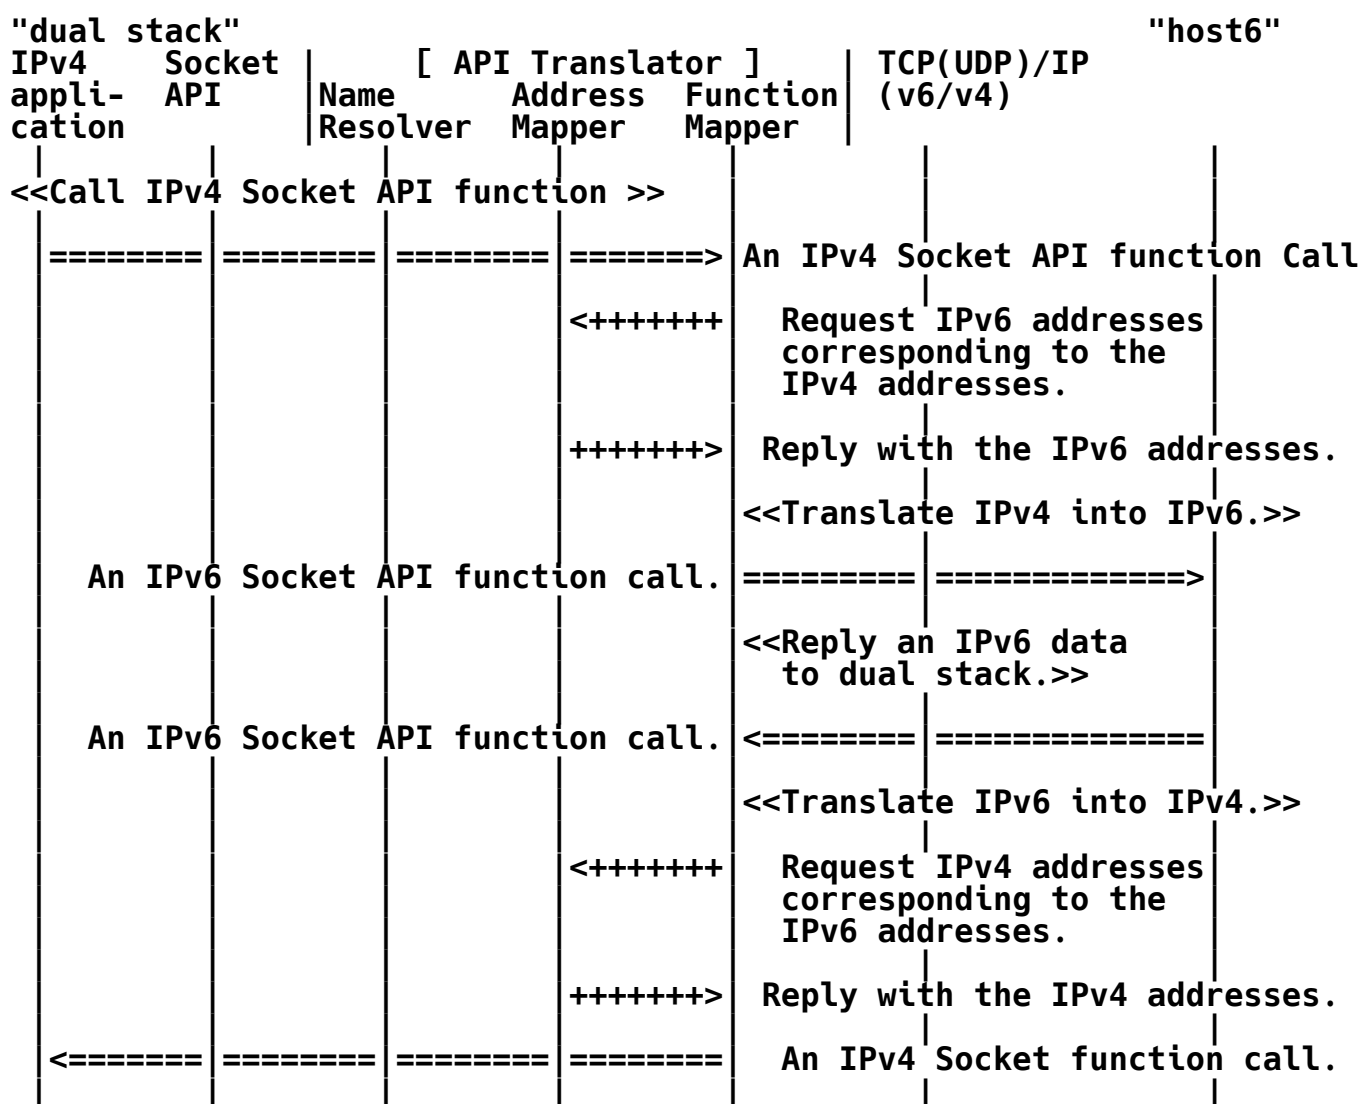 "dual stack" "host6"
IPv4 Socket | [ API Translator ] | TCP(UDP)/IP
appli- API |Name Address Function| (v6/v4)
cation |Resolver Mapper Mapper |
<<Call IPv4 Socket API function >>
========|========|========|=======>|An IPv4 Socket API function Call
<+++++++| Request IPv6 addresses
corresponding to the
IPv4 addresses.
+++++++>| Reply with the IPv6 addresses.
<<Translate IPv4 into IPv6.>>
An IPv6 Socket API function call.|=========|=============>|
<<Reply an IPv6 data
to dual stack.>>
An IPv6 Socket API function call.|<========|==============|
<<Translate IPv6 into IPv4.>>
<+++++++| Request IPv4 addresses
corresponding to the
IPv6 addresses.
+++++++>| Reply with the IPv4 addresses.
<=======|========|========|========| An IPv4 Socket function call.